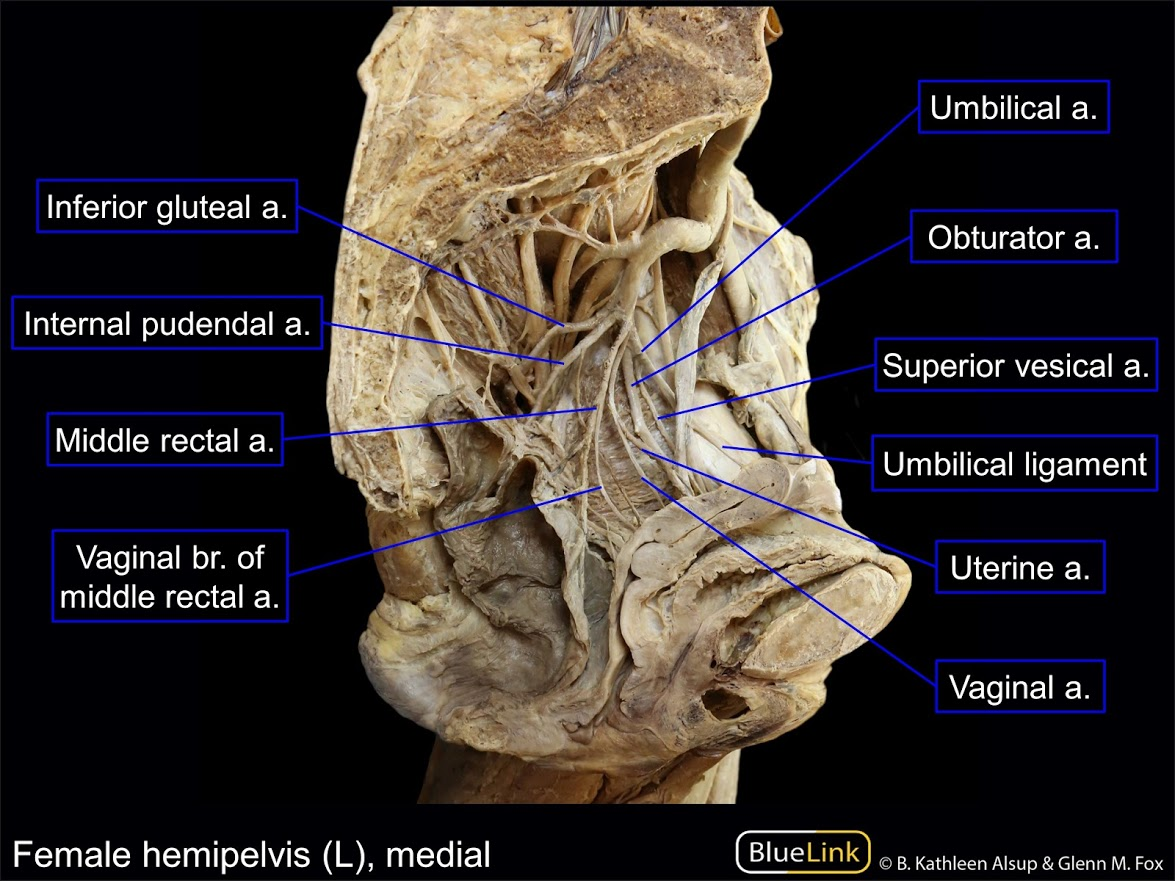 Umbilical a.
Inferior gluteal a.
Obturator a.
Internal pudendal a.
Superior vesical a.
Middle rectal a.
Umbilical ligament
Vaginal br. of
middle rectal a.
Uterine a.
Vaginal a.
Female hemipelvis (L), medial
BlueLink
© B. Kathleen Alsup & Glenn M. Fox